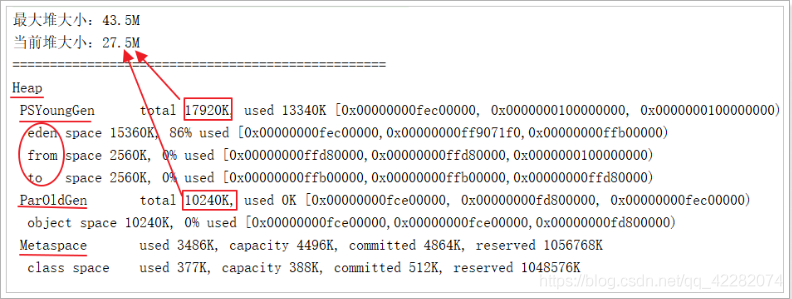 最大堆大小：43.5M
当前堆大小：27.5M
==================================================
Heap
PSYoungGen total 17920K, used 13340K [0x00000000fec00000, 0x0000000100000000, 0x0000000100000000)
eden space 15360K, 86% used [0x00000000fec00000,0x00000000ff9071f0,0x00000000ffb00000)
from space 2560K, 0% used [0x00000000ffd80000,0x00000000ffd80000,0x0000000100000000)
to space 2560K, 0% used [0x00000000ffb00000,0x00000000ffb00000,0x00000000ffd80000)
ParOldGen total 10240K, used 0K [0x00000000fce00000, 0x00000000fd800000, 0x00000000fec00000)
object space 10240K, 0% used [0x00000000fce00000,0x00000000fce00000,0x00000000fd800000)
Metaspace used 3486K, capacity 4496K, committed 4864K, reserved 1056768K
class space used 377K, capacity 388K, committed 512K, reserved 1048576K
https://blog.csdn.net/qq_42282074